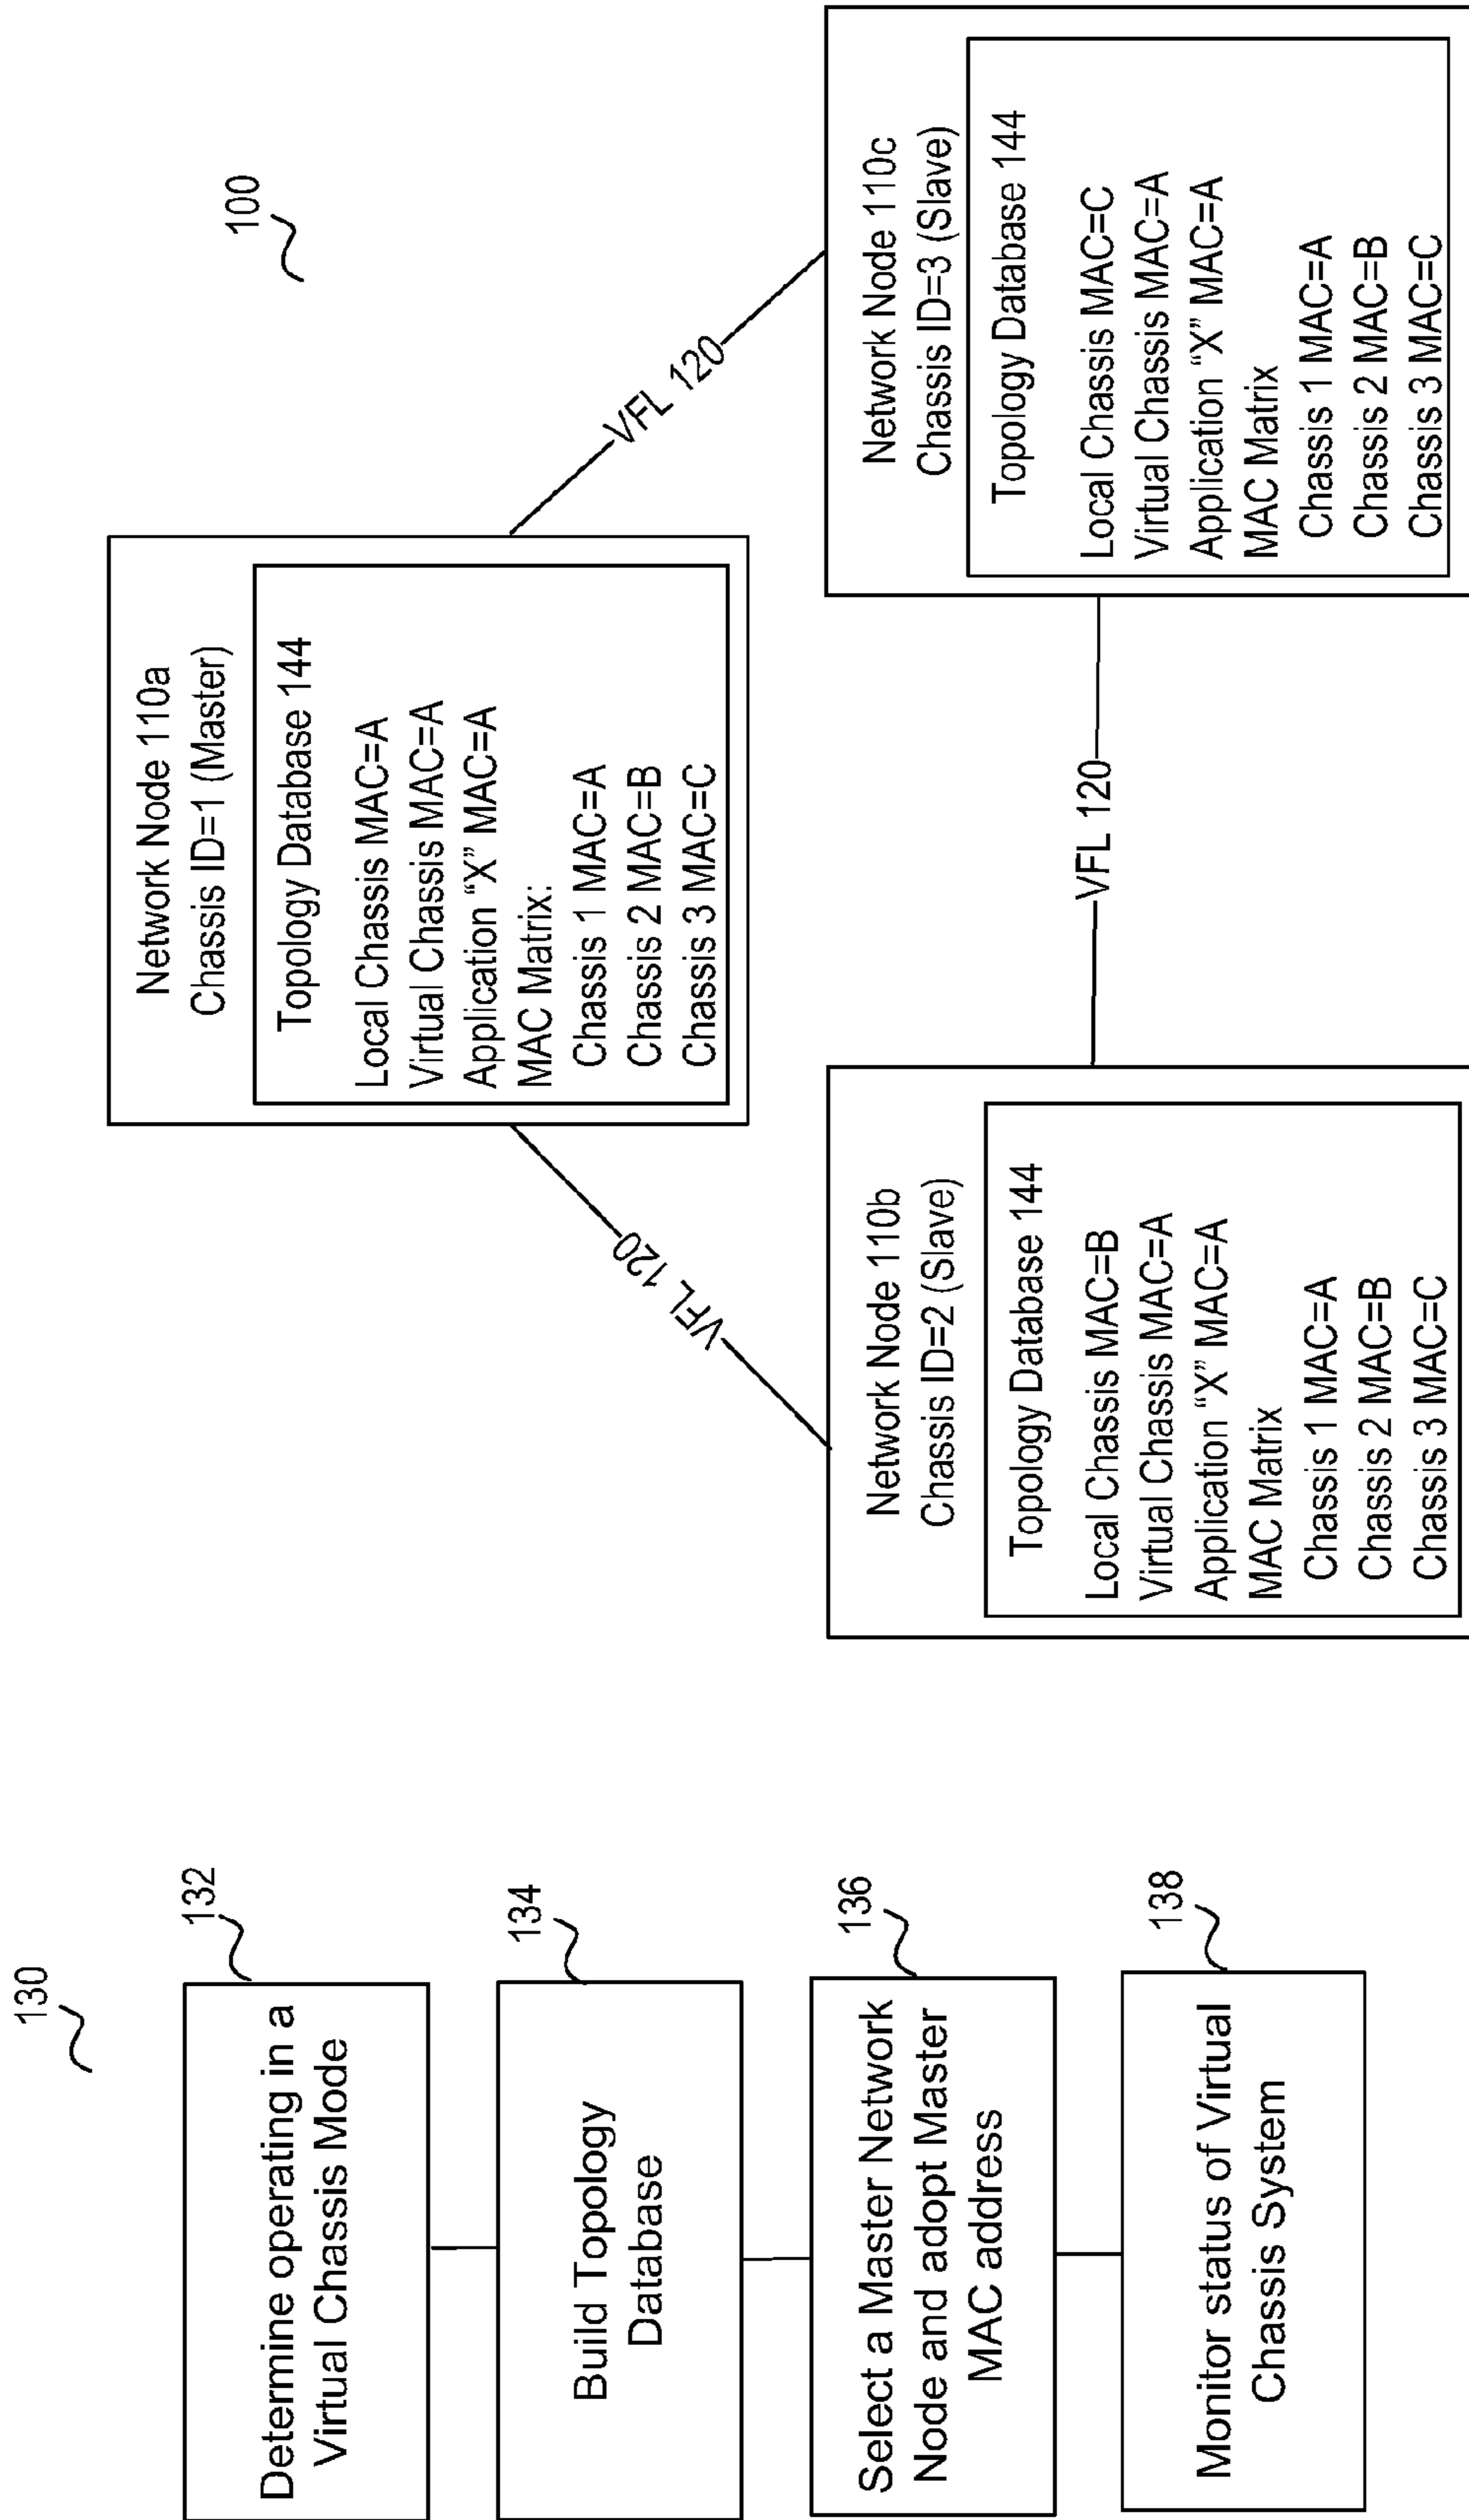 130
132
Determine operating in a
Virtual Chassis Mode
134
Build Topology
Database
136
Select a Master Network
Node and adopt Master
MAC address
138
Monitor status of Virtual
Chassis System
100
Network Node 110a
Chassis ID=1 (Master)
Topology Database 144
Local Chassis MAC=A
Virtual Chassis MAC=A
Application “X” MAC=A
MAC Matrix:
Chassis 1 MAC=A
Chassis 2 MAC=B
Chassis 3 MAC=C
VFL 120
VFL 120
Network Node 110b
Chassis ID=2 (Slave)
Topology Database 144
Local Chassis MAC=B
Virtual Chassis MAC=A
Application “X” MAC=A
MAC Matrix
Chassis 1 MAC=A
Chassis 2 MAC=B
Chassis 3 MAC=C
VFL 120
Network Node 110c
Chassis ID=3 (Slave)
Topology Database 144
Local Chassis MAC=C
Virtual Chassis MAC=A
Application “X” MAC=A
MAC Matrix
Chassis 1 MAC=A
Chassis 2 MAC=B
Chassis 3 MAC=C